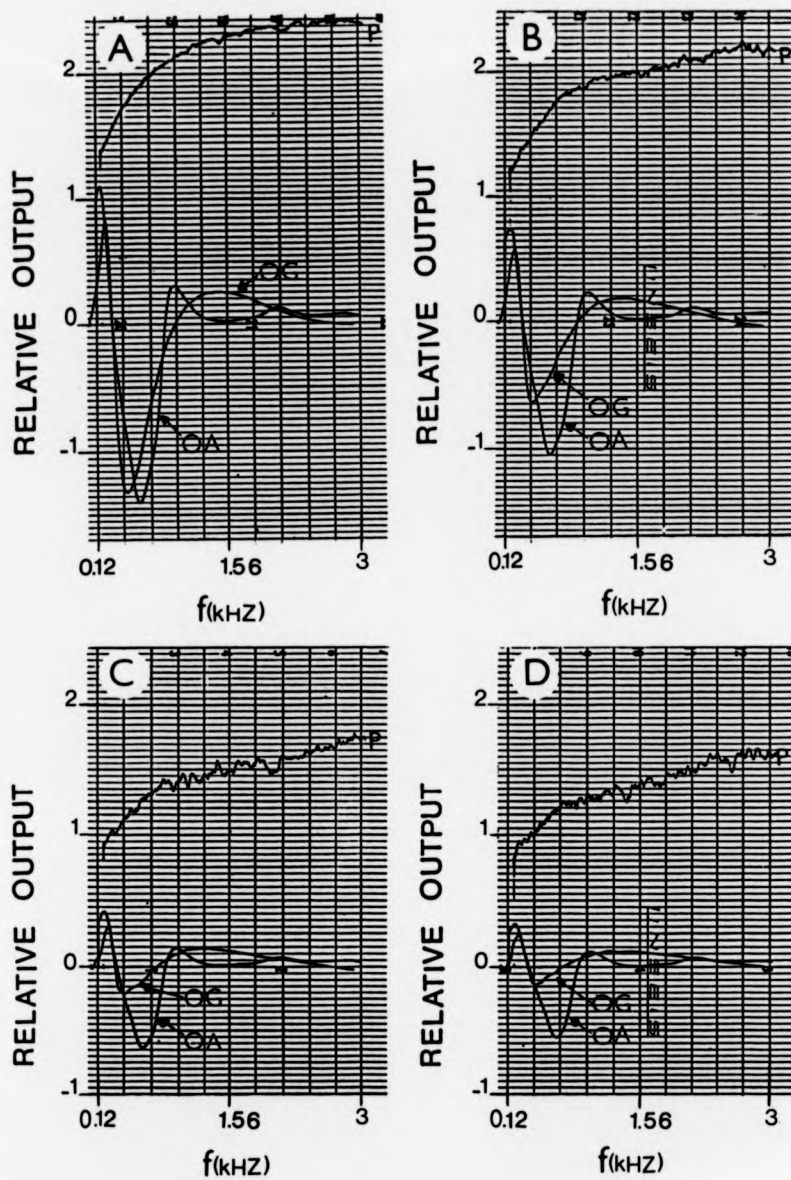 A
RELATIVE OUTPUT
2
1
0
-1
P
OG
OA
0.12
1.56
3
f(kHZ)
B
RELATIVE OUTPUT
2
1
0
-1
P
OG
OA
0.12
1.56
3
f(kHZ)
C
RELATIVE OUTPUT
2
1
0
-1
P
OG
OA
0.12
1.56
3
f(kHZ)
D
RELATIVE OUTPUT
2
1
0
-1
P
OG
OA
0.12
1.56
3
f(kHZ)